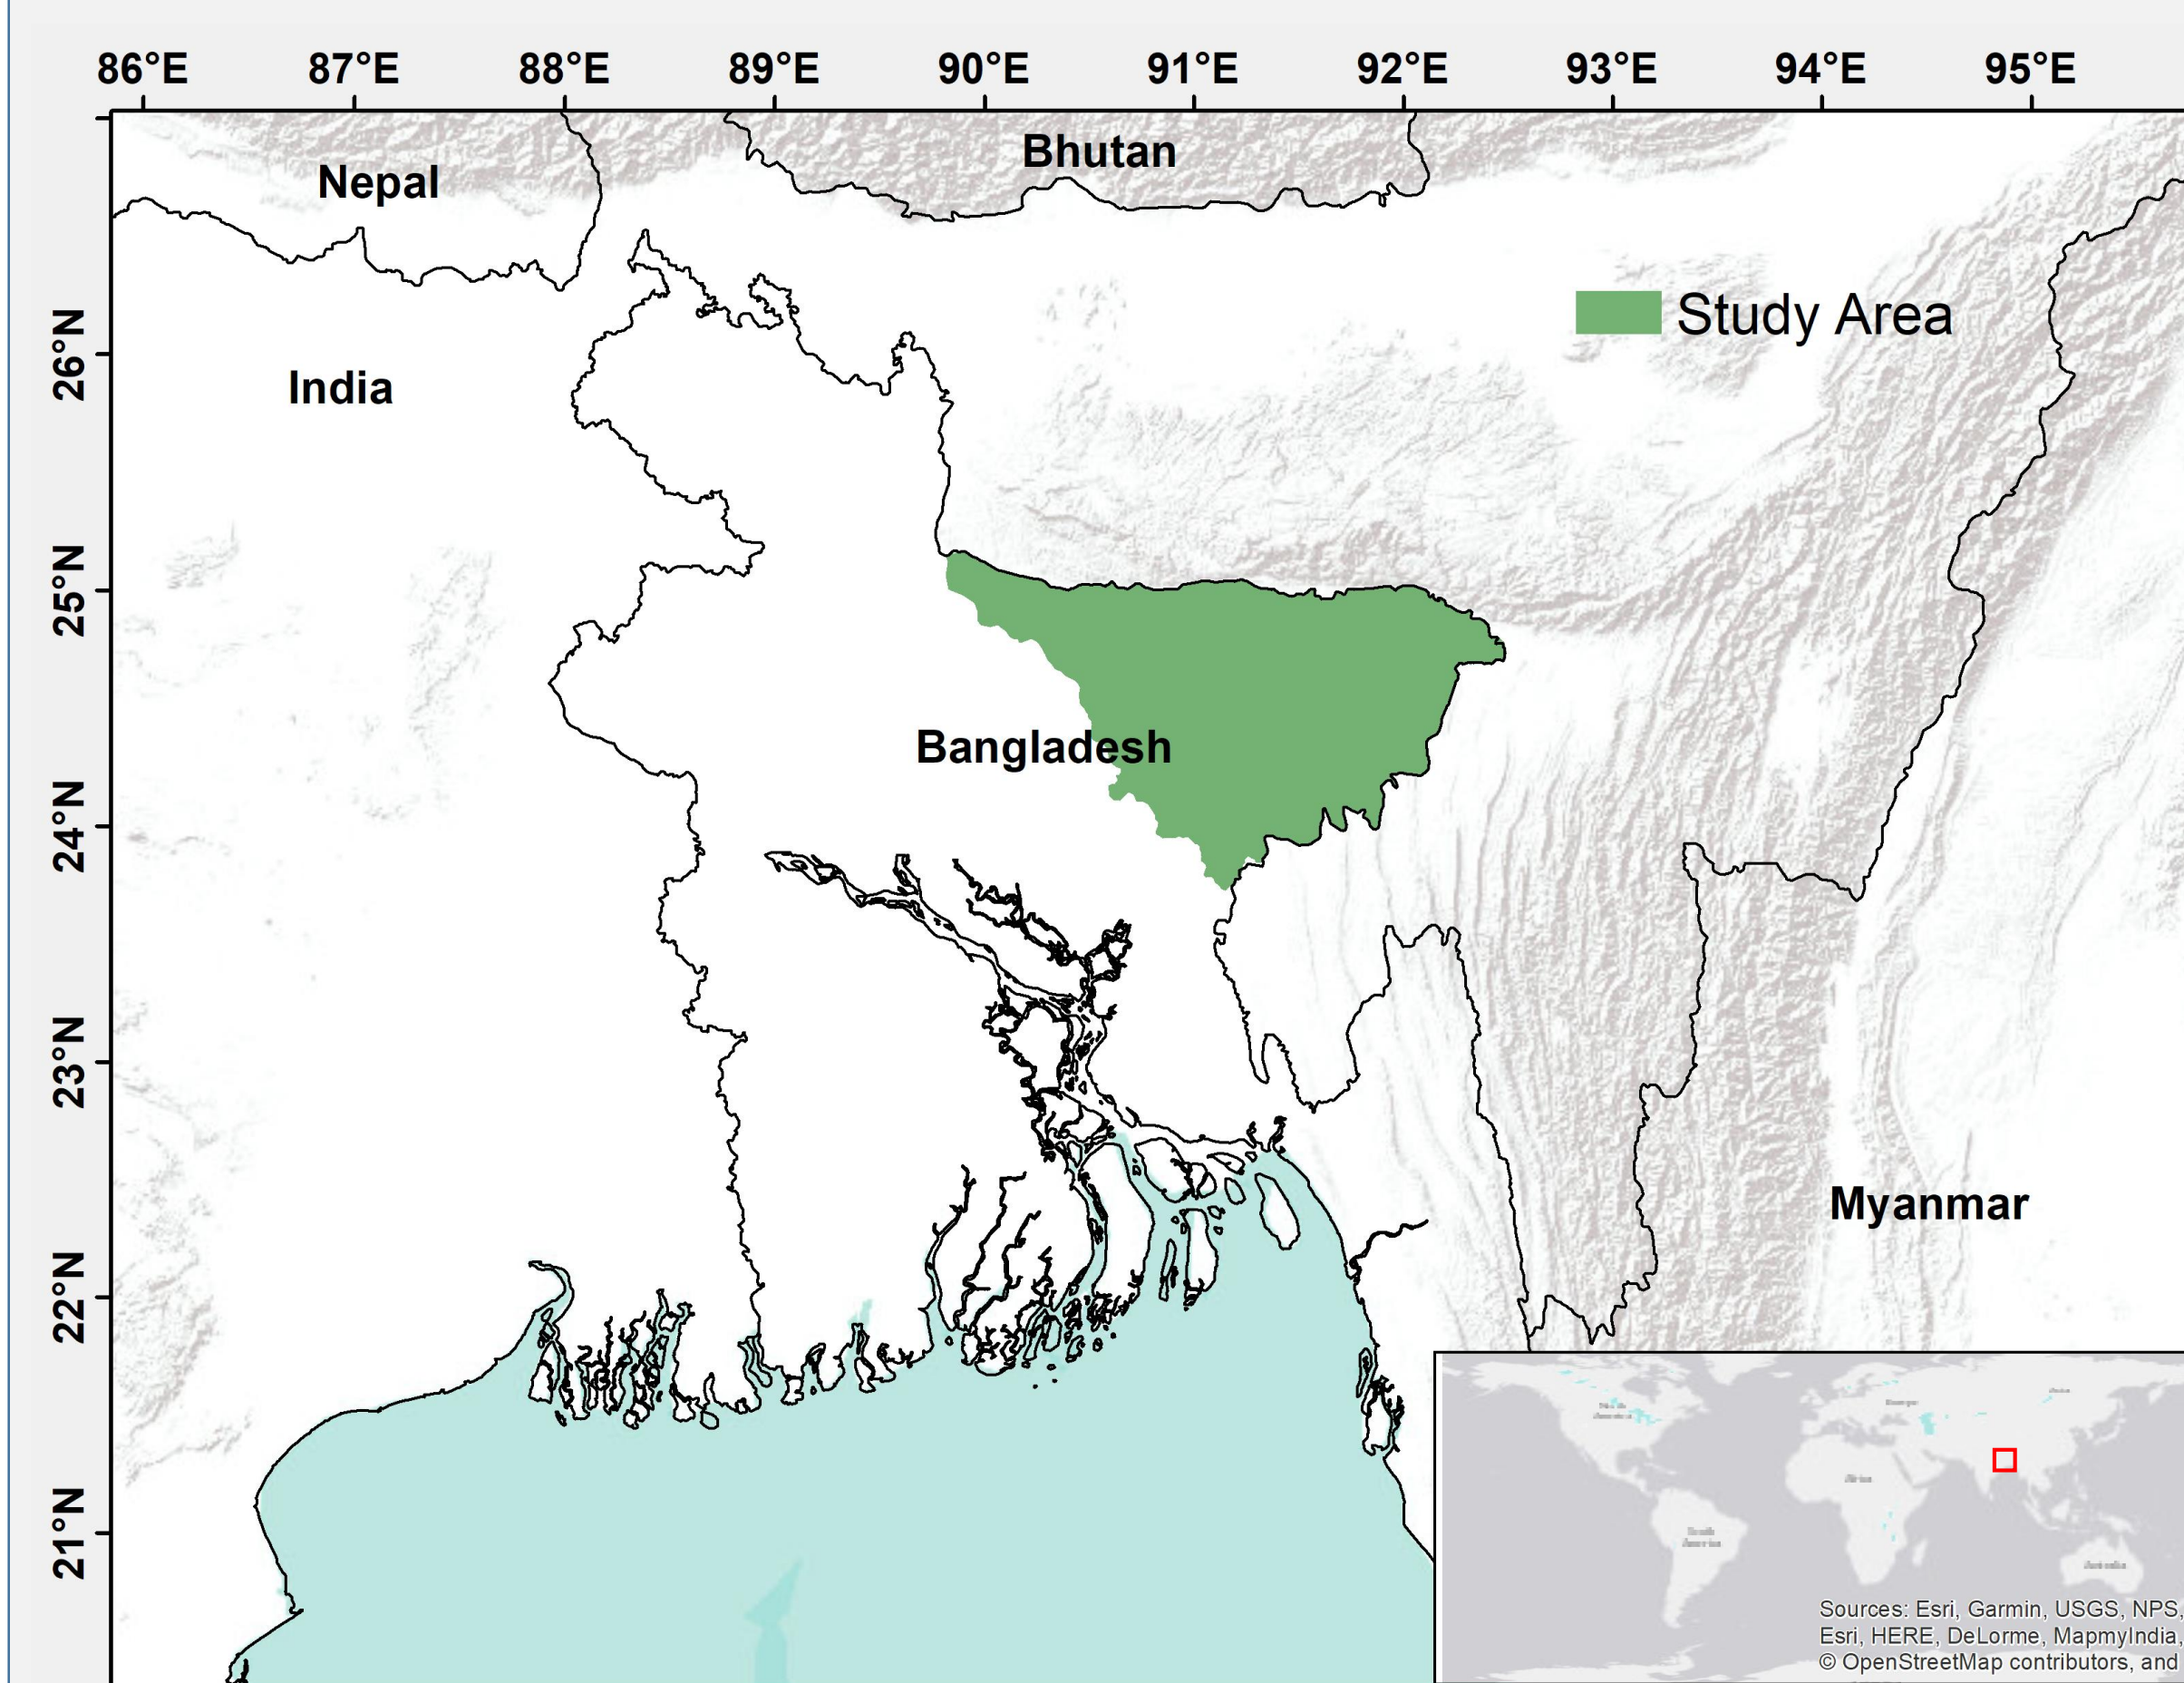 86°E 87°E 88°E 89°E 90°E 91°E 92°E 93°E 94°E 95°E
Bhutan
Nepal
Study Area
26°N
India
25°N
Bangladesh
24°N
23°N
Myanmar
22°N
21°N
Sources: Esri, Garmin, USGS, NPS,
Esri, HERE, DeLorme, MapmyIndia,
© OpenStreetMap contributors, and